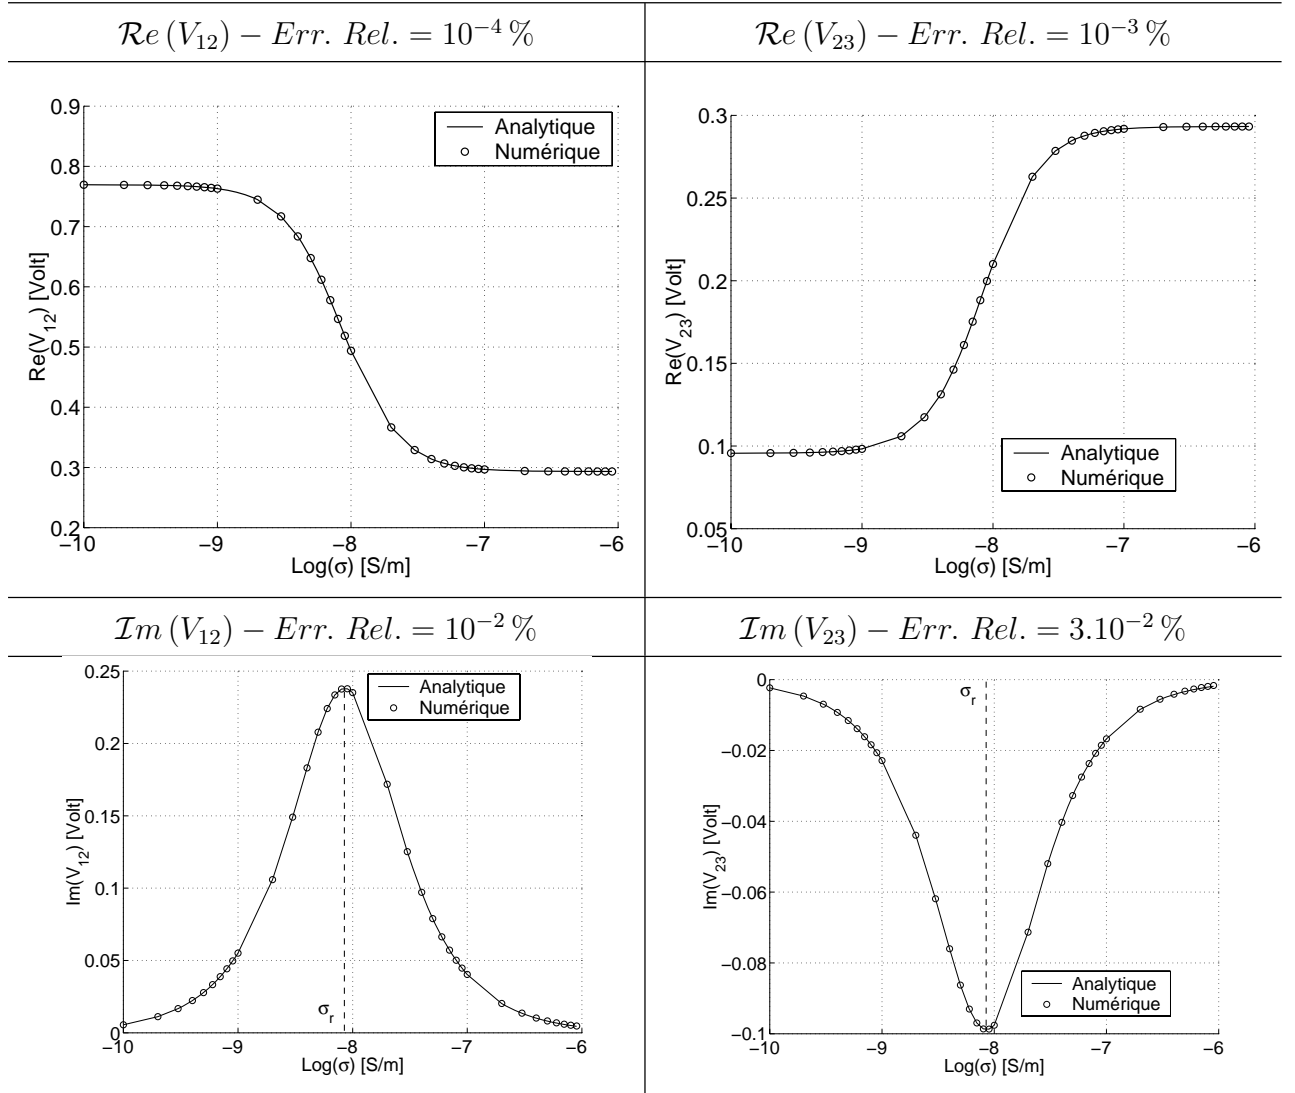 Re (V12) − Err. Rel. = 10−4 %
Re (V23) − Err. Rel. = 10−3 %
Re(V12) [Volt]
0.9
0.8
0.7
0.6
0.5
0.4
0.3
0.2
Analytique
Numérique
−10
−9
−8
−7
−6
Log(σ) [S/m]
Re(V23) [Volt]
0.3
0.25
0.2
0.15
0.1
0.05
Analytique
Numérique
−10
−9
−8
−7
−6
Log(σ) [S/m]
Im (V12) − Err. Rel. = 10−2 %
Im (V23) − Err. Rel. = 3.10−2 %
Im(V12) [Volt]
0.25
0.2
0.15
0.1
0.05
0
Analytique
Numérique
σr
−10
−9
−8
−7
−6
Log(σ) [S/m]
Im(V23) [Volt]
0
−0.02
−0.04
−0.06
−0.08
−0.1
σr
Analytique
Numérique
−10
−9
−8
−7
−6
Log(σ) [S/m]